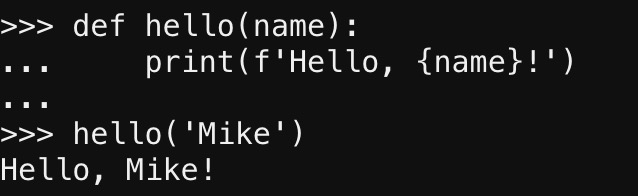 >>> def hello(name):
...     print(f'Hello, {name}!')
...
>>> hello('Mike')
Hello, Mike!